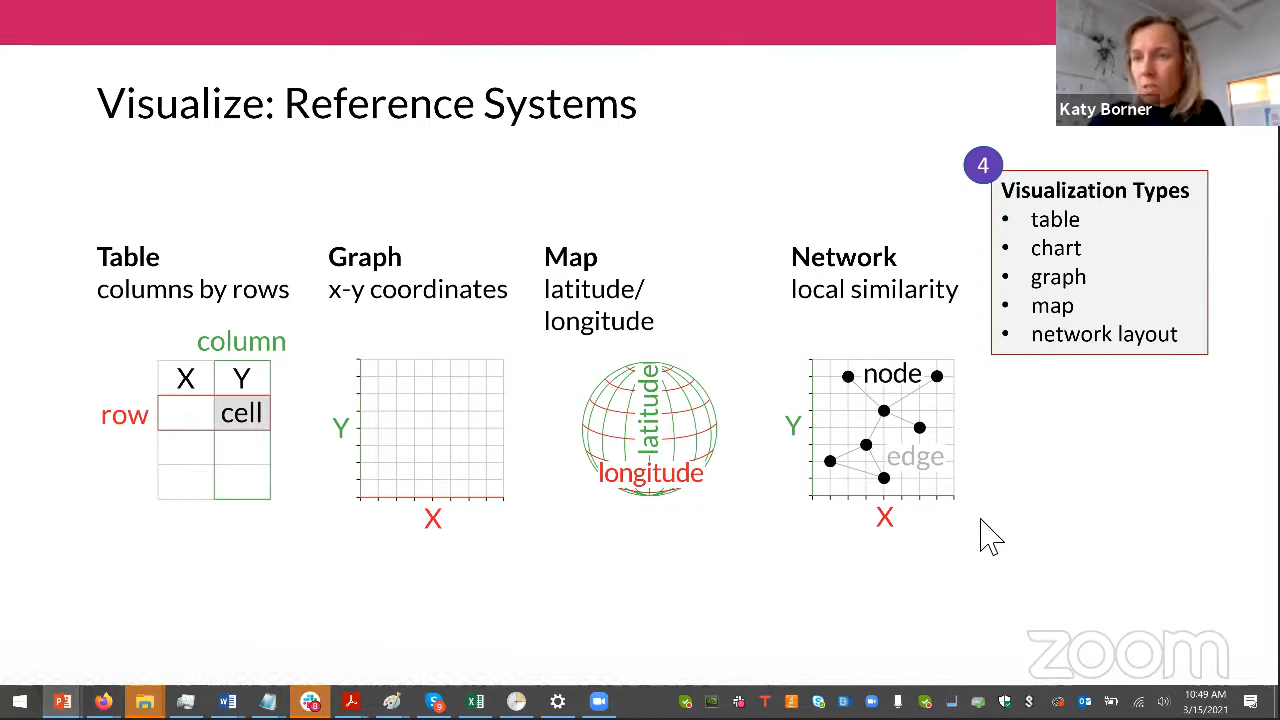 Visualize: Reference Systems
Katy Borner
4
Visualization Types
• table
• chart
• graph
• map
• network layout
Table
columns by rows
column
X Y
row cell
Graph
x-y coordinates
Y
X
Map
latitude/
longitude
latitude
longitude
Network
local similarity
node
Y
edge
X
zoom
10:49 AM
3/15/2021